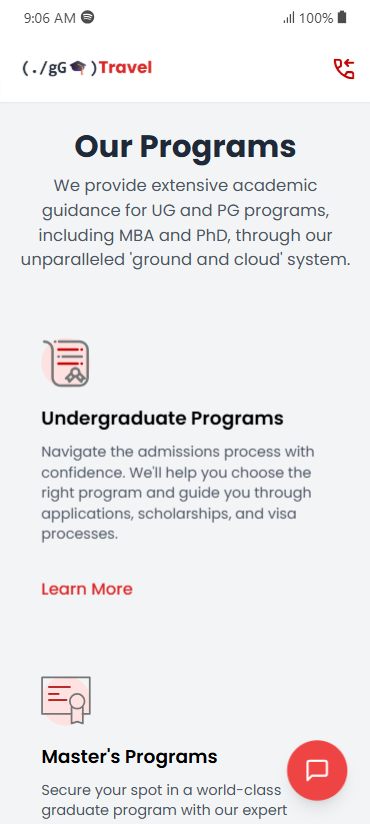 9:06 AM 100%
(./gG🎓)Travel
Our Programs
We provide extensive academic
guidance for UG and PG programs,
including MBA and PhD, through our
unparalleled 'ground and cloud' system.
Undergraduate Programs
Navigate the admissions process with
confidence. We'll help you choose the
right program and guide you through
applications, scholarships, and visa
processes.
Learn More
Master's Programs
Secure your spot in a world-class
graduate program with our expert